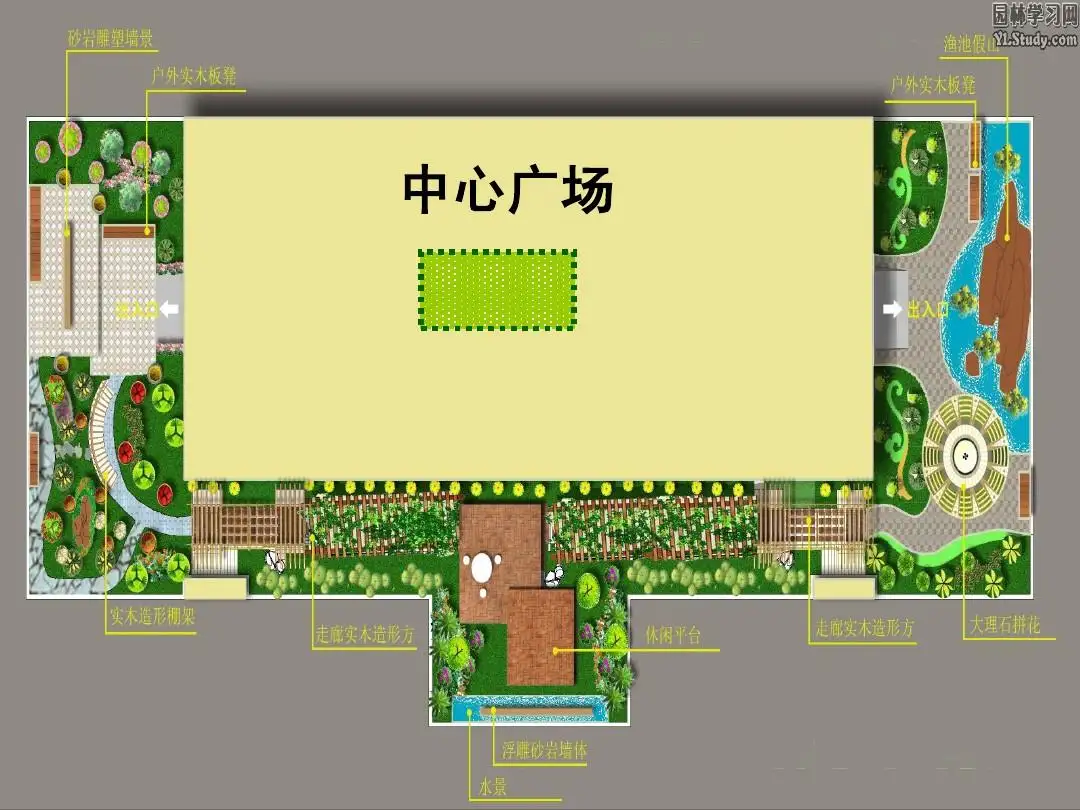 园林学习网
YLStudy.com
砂岩雕塑墙景
渔池假山
户外实木板凳
户外实木板凳
中心广场
出入口
出入口
实木造形棚架
走廊实木造形方
休闲平台
走廊实木造形方
大理石拼花
浮雕砂岩墙体
水景